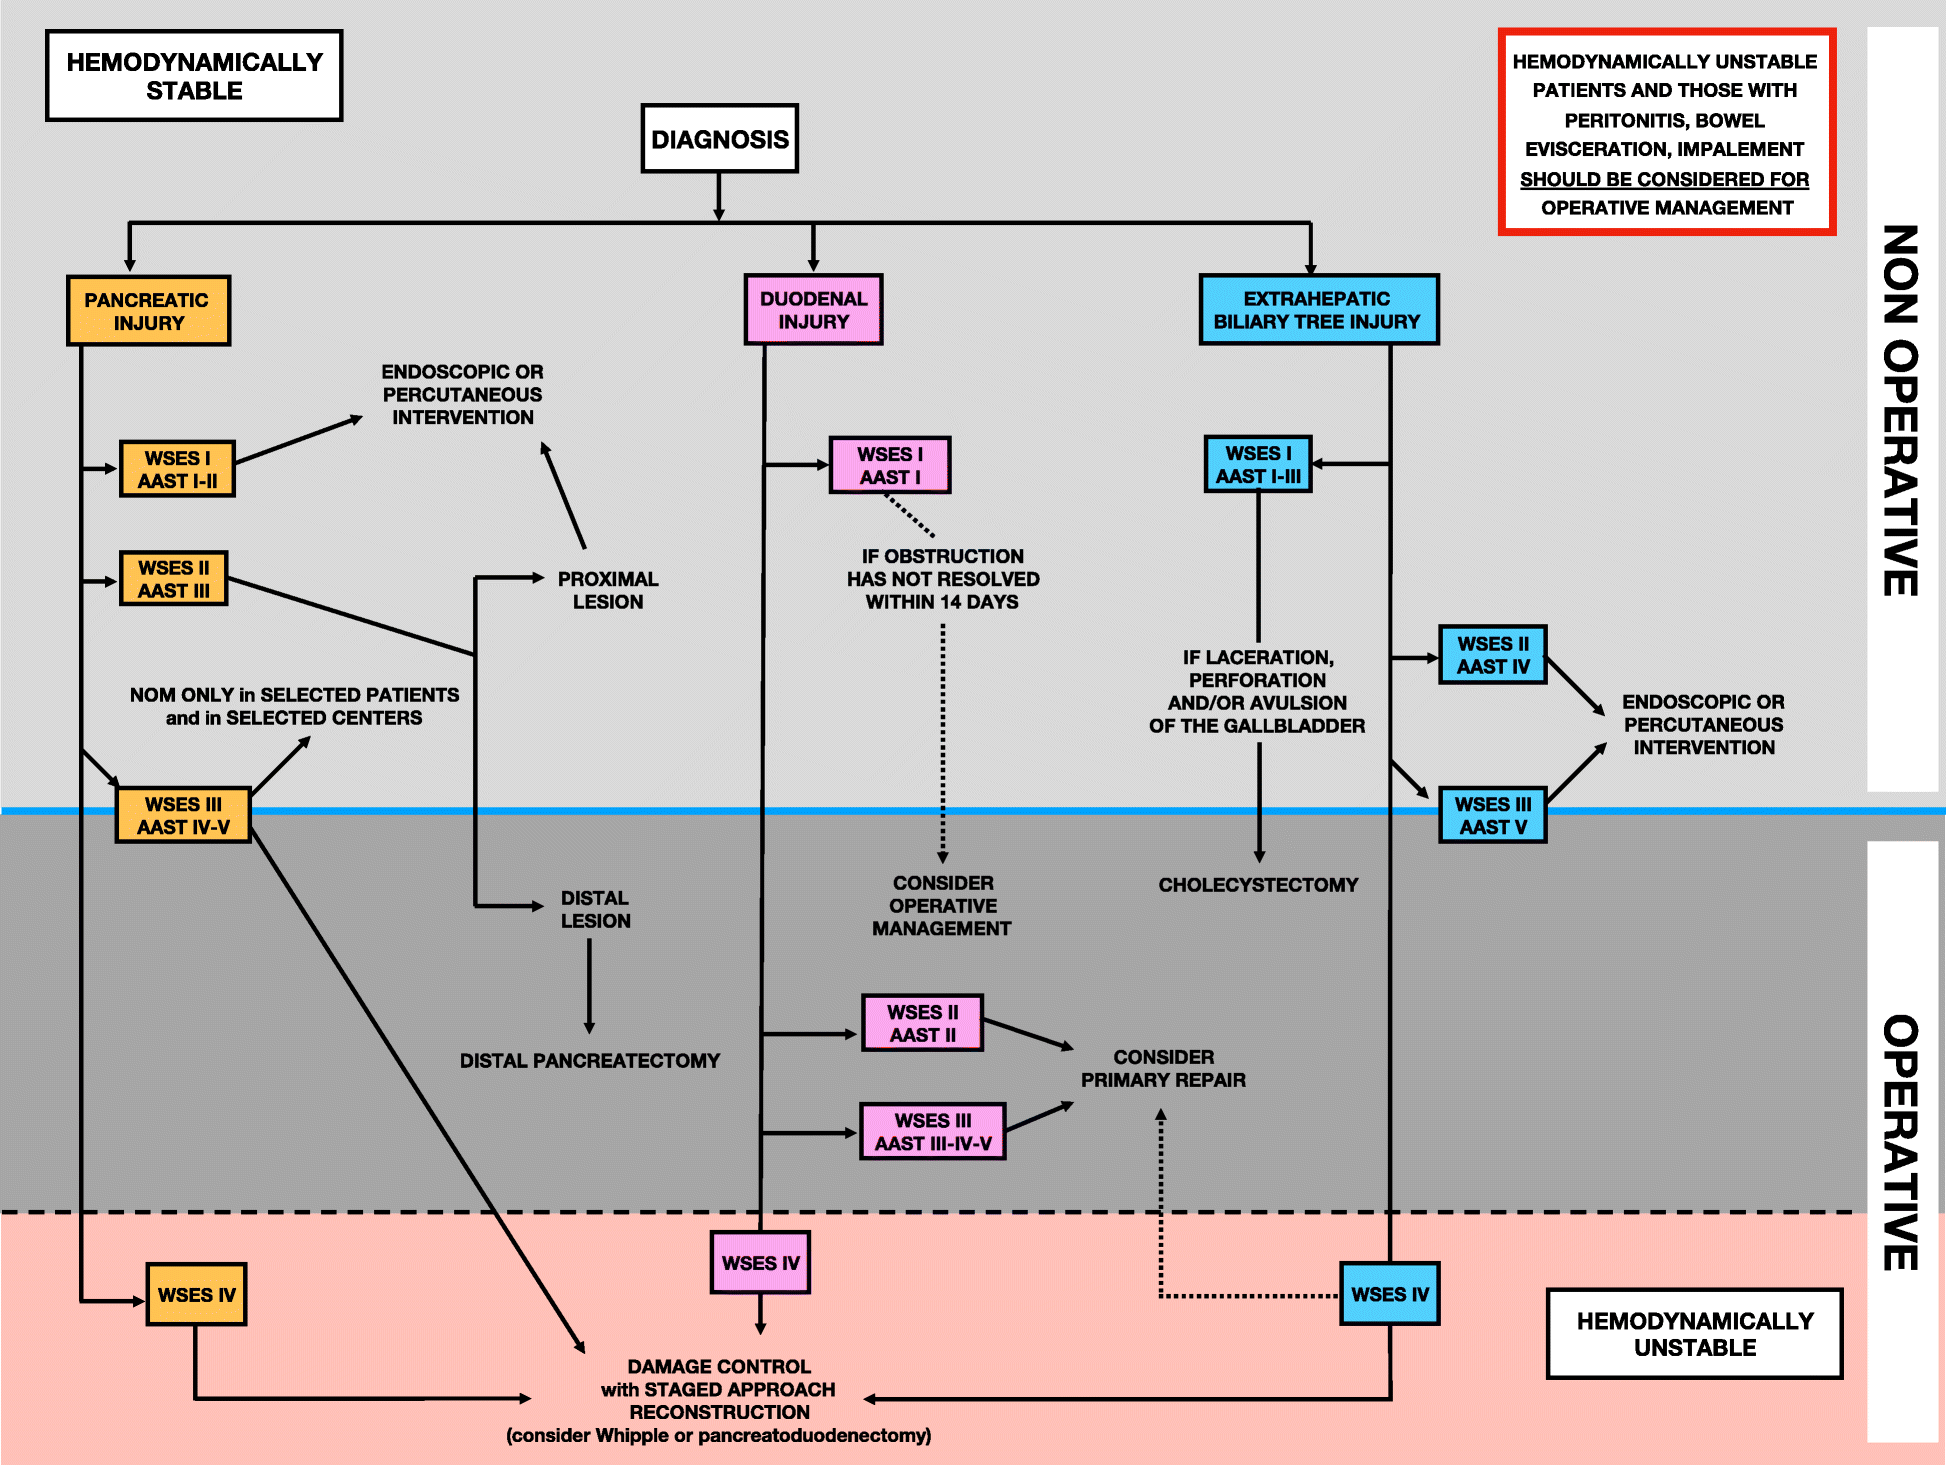 HEMODYNAMICALLY
STABLE
DIAGNOSIS
HEMODYNAMICALLY UNSTABLE
PATIENTS AND THOSE WITH
PERITONITIS, BOWEL
EVISCERATION, IMPALEMENT
SHOULD BE CONSIDERED FOR
OPERATIVE MANAGEMENT
NON OPERATIVE
PANCREATIC
INJURY
DUODENAL
INJURY
EXTRAHEPATIC
BILIARY TREE INJURY
ENDOSCOPIC OR
PERCUTANEOUS
INTERVENTION
WSES I
AAST I-II
WSES I
AAST I
WSES I
AAST I-III
WSES II
AAST III
PROXIMAL
LESION
IF OBSTRUCTION
HAS NOT RESOLVED
WITHIN 14 DAYS
IF LACERATION,
PERFORATION
AND/OR AVULSION
OF THE GALLBLADDER
WSES II
AAST IV
NOM ONLY in SELECTED PATIENTS
and in SELECTED CENTERS
ENDOSCOPIC OR
PERCUTANEOUS
INTERVENTION
WSES III
AAST IV-V
WSES III
AAST V
DISTAL
LESION
CONSIDER
OPERATIVE
MANAGEMENT
CHOLECYSTECTOMY
OPERATIVE
DISTAL PANCREATECTOMY
WSES II
AAST II
CONSIDER
PRIMARY REPAIR
WSES III
AAST III-IV-V
WSES IV
WSES IV
WSES IV
HEMODYNAMICALLY
UNSTABLE
DAMAGE CONTROL
with STAGED APPROACH
RECONSTRUCTION
(consider Whipple or pancreatoduodenectomy)